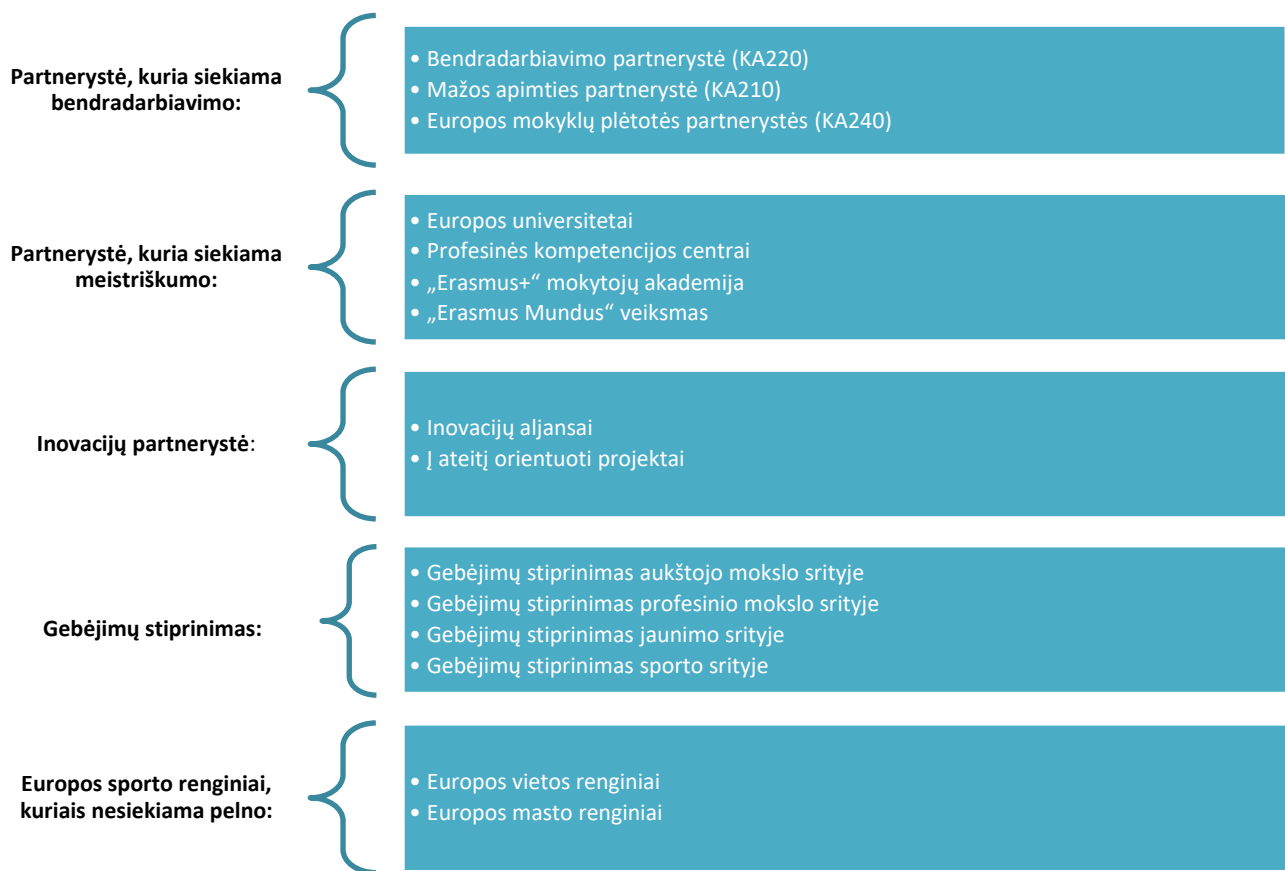 Partnerystė, kuria siekiama
bendradarbiavimo:
• Bendradarbiavimo partnerystė (KA220)
• Mažos apimties partnerystė (KA210)
• Europos mokyklų plėtotės partnerystės (KA240)
Partnerystė, kuria siekiama
meistriškumo:
• Europos universitetai
• Profesinės kompetencijos centrai
• „Erasmus+“ mokytojų akademija
• „Erasmus Mundus“ veiksmas
Inovacijų partnerystė:
• Inovacijų aljansai
• Į ateitį orientuoti projektai
Gebėjimų stiprinimas:
• Gebėjimų stiprinimas aukštojo mokslo srityje
• Gebėjimų stiprinimas profesinio mokslo srityje
• Gebėjimų stiprinimas jaunimo srityje
• Gebėjimų stiprinimas sporto srityje
Europos sporto renginiai,
kuriais nesiekiama pelno:
• Europos vietos renginiai
• Europos masto renginiai